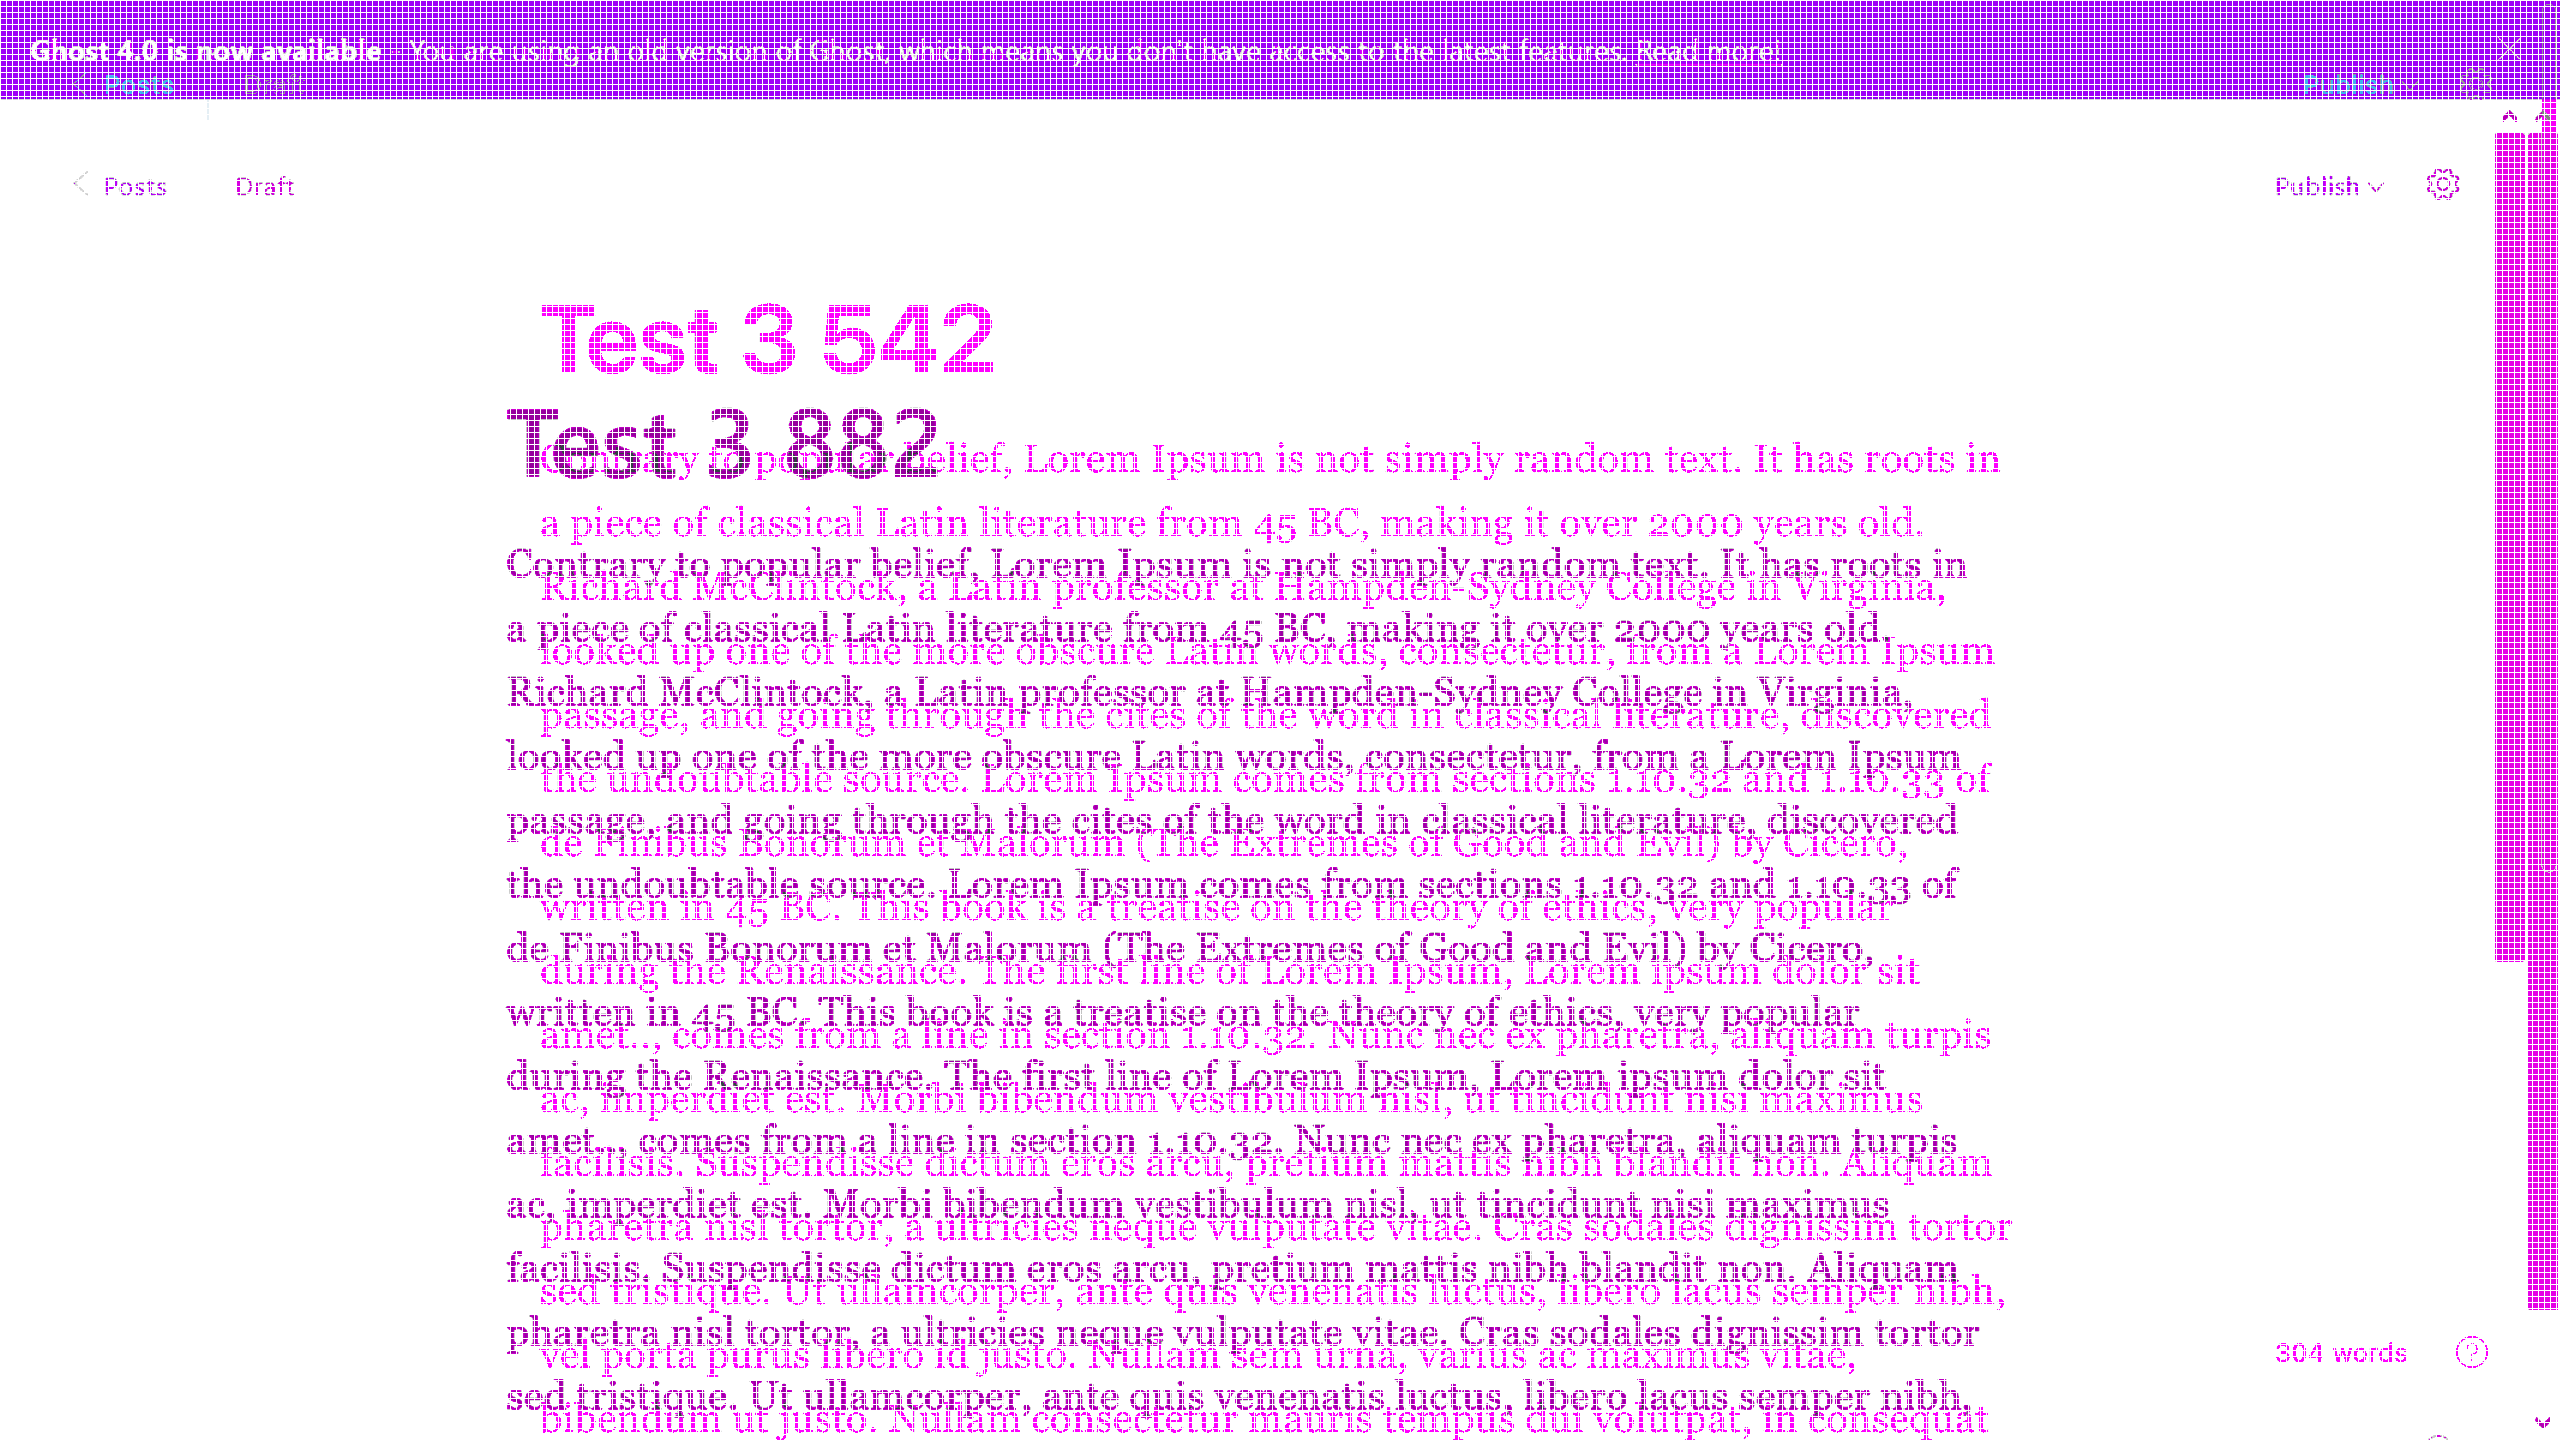 Ghost 4.0 is now available - You are using an old version of Ghost, which means you don't have access to the latest features. Read more!
Posts Draft Publish
Posts Draft Publish
Test 3 542
Test 3 882
Contrary to popular belief, Lorem Ipsum is not simply random text. It has roots in
a piece of classical Latin literature from 45 BC, making it over 2000 years old.
Contrary to popular belief, Lorem Ipsum is not simply random text. It has roots in
Richard McClintock, a Latin professor at Hampden-Sydney College in Virginia,
a piece of classical Latin literature from 45 BC, making it over 2000 years old.
looked up one of the more obscure Latin words, consectetur, from a Lorem Ipsum
Richard McClintock, a Latin professor at Hampden-Sydney College in Virginia,
passage, and going through the cites of the word in classical literature, discovered
looked up one of the more obscure Latin words, consectetur, from a Lorem Ipsum
the undoubtable source. Lorem Ipsum comes from sections 1.10.32 and 1.10.33 of
passage, and going through the cites of the word in classical literature, discovered
de Finibus Bonorum et Malorum (The Extremes of Good and Evil) by Cicero,
the undoubtable source. Lorem Ipsum comes from sections 1.10.32 and 1.10.33 of
written in 45 BC. This book is a treatise on the theory of ethics, very popular
de Finibus Bonorum et Malorum (The Extremes of Good and Evil) by Cicero,
during the Renaissance. The first line of Lorem Ipsum, Lorem ipsum dolor sit
written in 45 BC. This book is a treatise on the theory of ethics, very popular
amet.., comes from a line in section 1.10.32. Nunc nec ex pharetra, aliquam turpis
during the Renaissance. The first line of Lorem Ipsum, Lorem ipsum dolor sit
ac, imperdiet est. Morbi bibendum vestibulum nisl, ut tincidunt nisi maximus
amet.., comes from a line in section 1.10.32. Nunc nec ex pharetra, aliquam turpis
facilisis. Suspendisse dictum eros arcu, pretium mattis nibh blandit non. Aliquam
ac, imperdiet est. Morbi bibendum vestibulum nisl, ut tincidunt nisi maximus
pharetra nisl tortor, a ultricies neque vulputate vitae. Cras sodales dignissim tortor
facilisis. Suspendisse dictum eros arcu, pretium mattis nibh blandit non. Aliquam
sed tristique. Ut ullamcorper, ante quis venenatis luctus, libero lacus semper nibh,
pharetra nisl tortor, a ultricies neque vulputate vitae. Cras sodales dignissim tortor
vel porta purus libero id justo. Nullam sem urna, varius ac maximus vitae,
304 words
sed tristique. Ut ullamcorper, ante quis venenatis luctus, libero lacus semper nibh,
bibendum ut justo. Nullam consectetur mauris tempus dui volutpat, in consequat